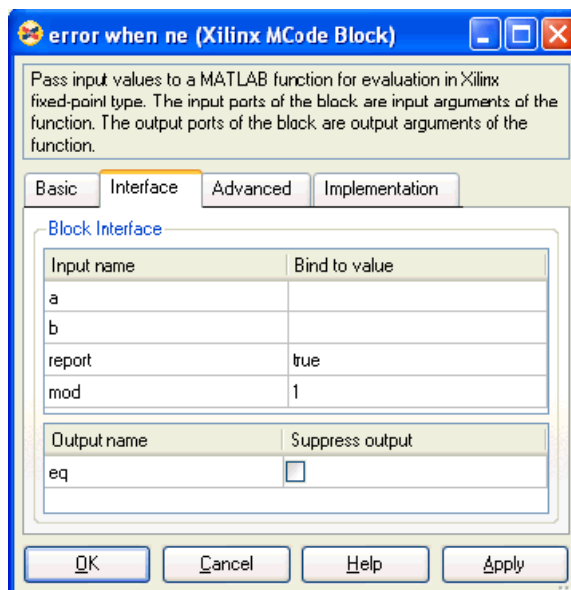 error when ne (Xilinx MCode Block)
Pass input values to a MATLAB function for evaluation in Xilinx
fixed-point type. The input ports of the block are input arguments of the
function. The output ports of the block are output arguments of the
function.
Basic Interface Advanced Implementation
Block Interface
Input name Bind to value
a
b
report true
mod 1
Output name Suppress output
eq
OK Cancel Help Apply